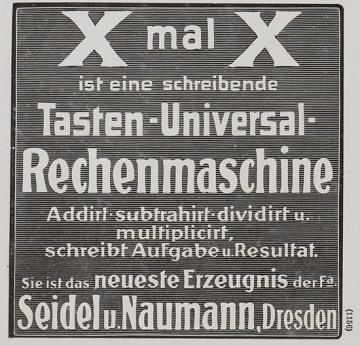 X mal X
ist eine schreibende
Tasten-Universal-
Rechenmaschine
Addirt-subtrahirt-dividirt u.
multiplicirt,
schreibt Aufgabe u. Resultat.
Sie ist das neueste Erzeugnis der Fa.
Seidel u. Naumann, Dresden
(1156)